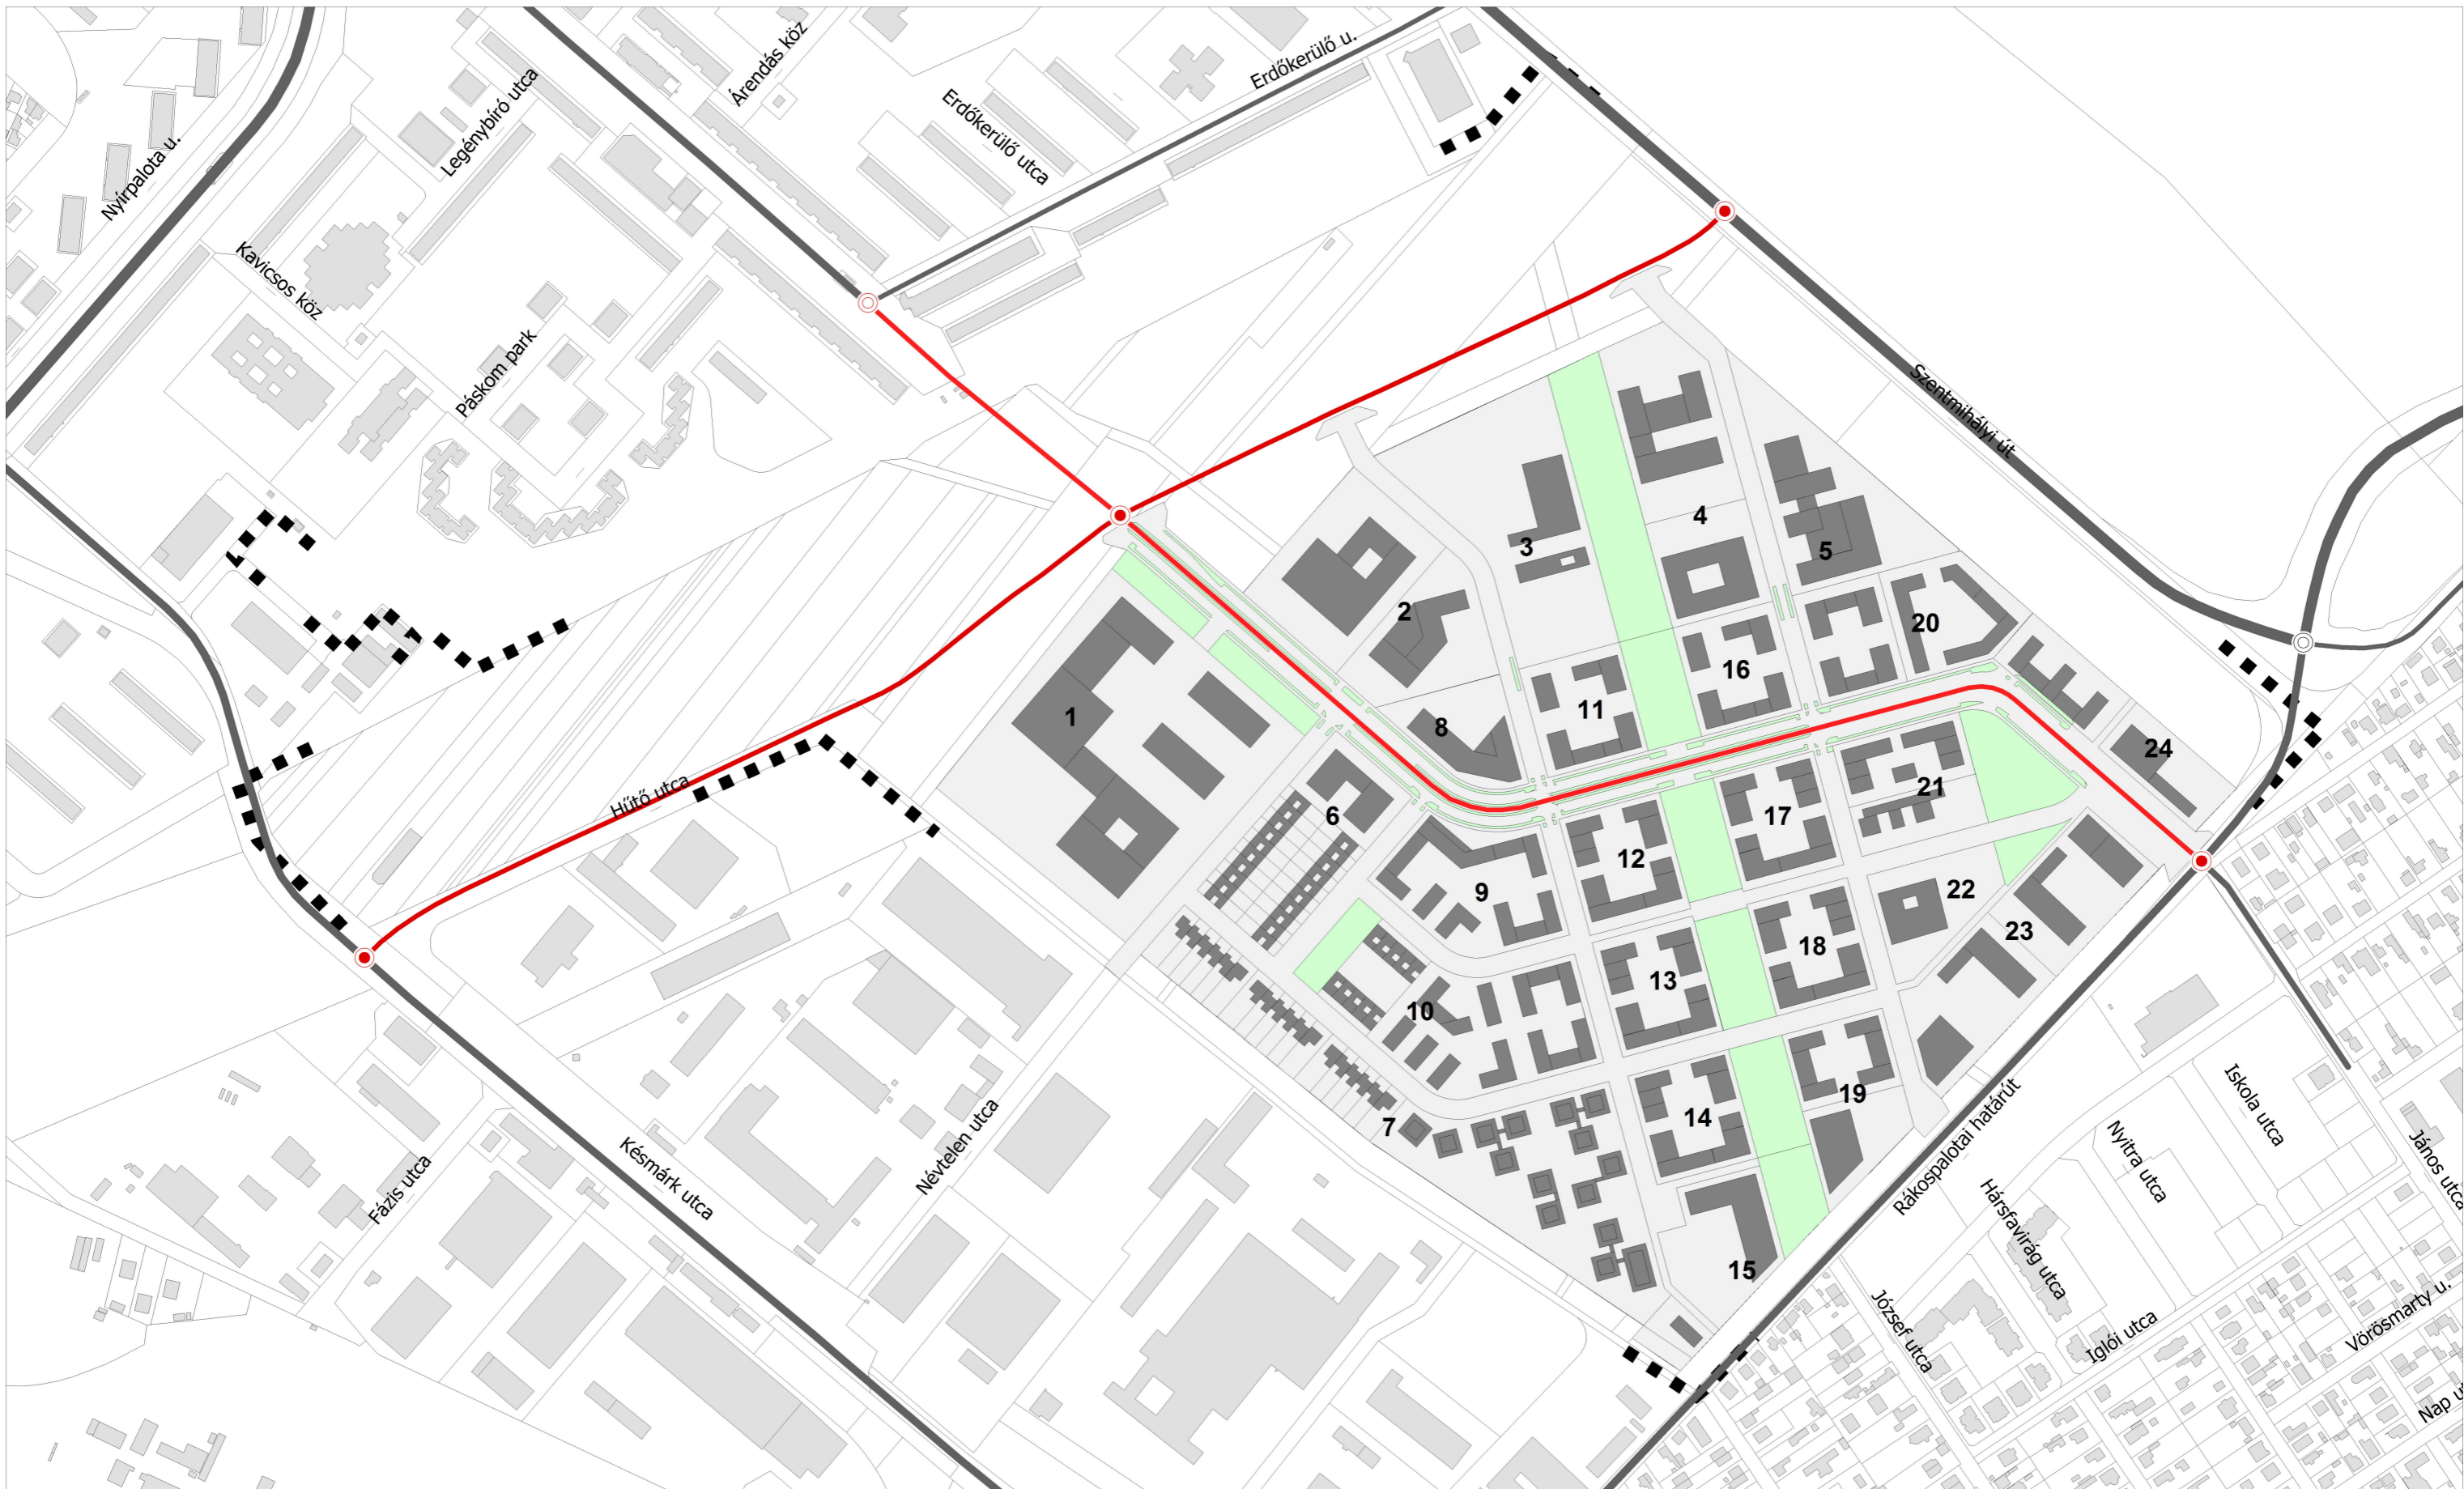 Árendás köz
Erdőkerülő u.
Legénybíró utca
Erdőkerülő utca
Nyírpalota u.
Kavicsos köz
Páskom park
Szentmihályi út
4
3
5
2
20
16
11
1
8
24
Hűtő utca
21
6
17
12
9
22
23
18
13
10
19
14
7
15
Iskola utca
Névtelen utca
Nyitra utca
János utca
Késmárk utca
Fázis utca
Rákospalotai határút
Hársfavirág utca
József utca
Iglói utca
Vörösmarty u.
Nap u